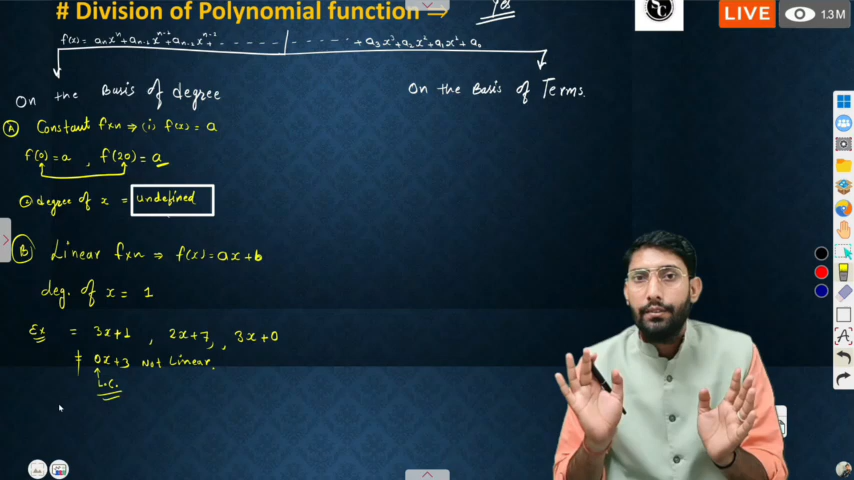 # Division of Polynomial function ⇒ Yes
LIVE 1.3M
f(x) = aₙxⁿ + aₙ₋₁xⁿ⁻¹ + aₙ₋₂xⁿ⁻² + - - - - - - - - - - + a₃x³ + a₂x² + a₁x¹ + a₀
On the Basis of degree
On the Basis of Terms.
(A) Constant fxn ⇒ (i) f(x) = a
f(0) = a , f(20) = a
degree of x = undefined
(B) Linear fxn ⇒ f(x) = ax + b
deg. of x = 1
Ex = 3x+1 , 2x+7, , 3x+0
≠ 0x+3 Not Linear.
L.C.